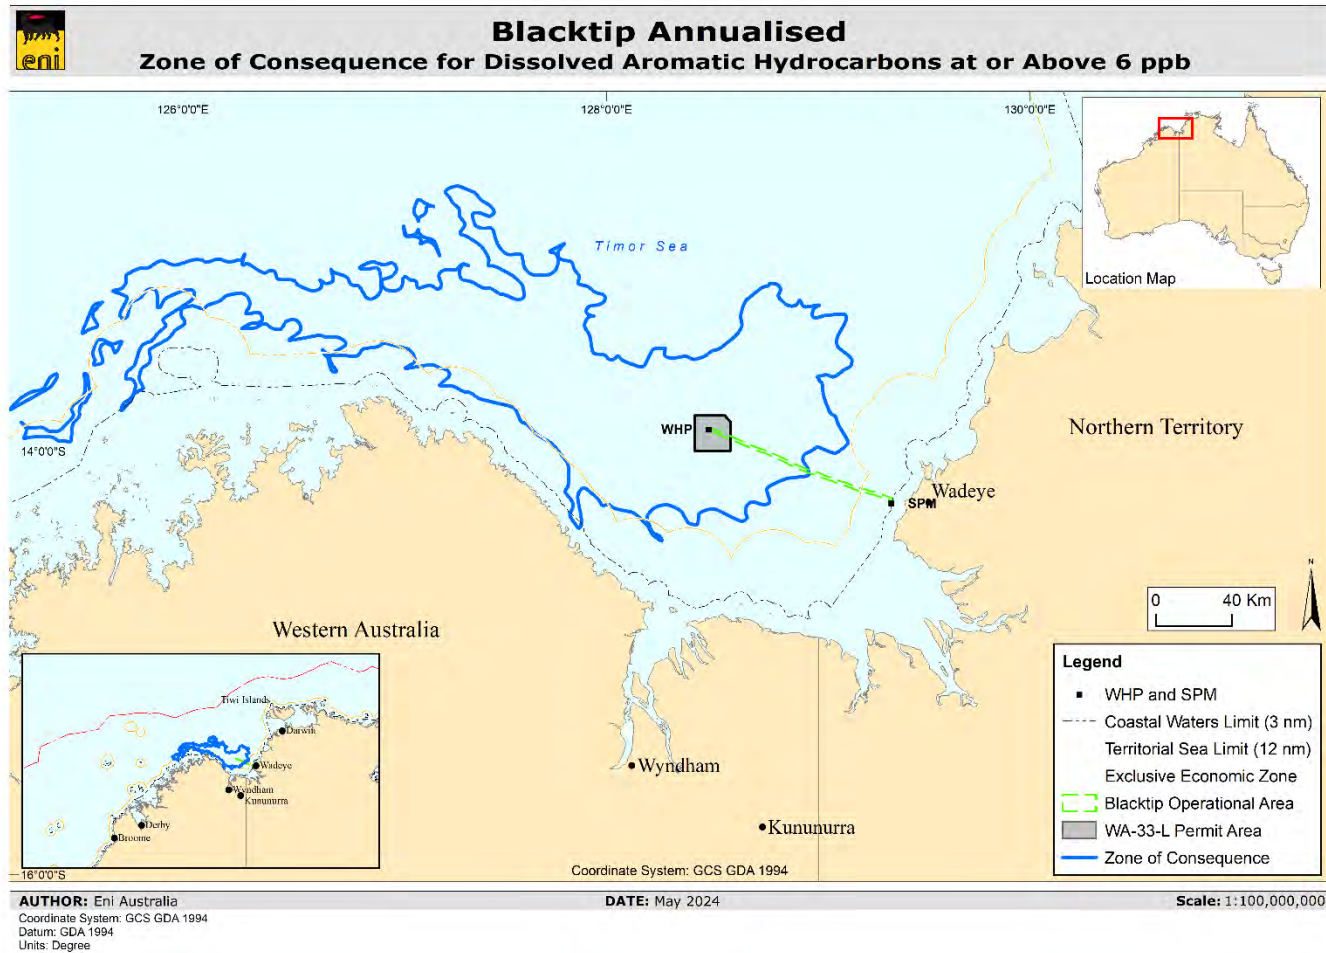 eni
Blacktip Annualised
Zone of Consequence for Dissolved Aromatic Hydrocarbons at or Above 6 ppb
126°0'0"E
128°0'0"E
130°0'0"E
Location Map
Timor Sea
WHP
Northern Territory
14°0'0"S
SPM
Wadeye
0 40 Km
N
Western Australia
Legend
WHP and SPM
Coastal Waters Limit (3 nm)
Territorial Sea Limit (12 nm)
Exclusive Economic Zone
Blacktip Operational Area
WA-33-L Permit Area
Zone of Consequence
Tiwi Islands
Darwin
Wadeye
Wyndham
Kununurra
Derby
Broome
Wyndham
Kununurra
16°0'0"S
Coordinate System: GCS GDA 1994
AUTHOR: Eni Australia
DATE: May 2024
Scale: 1:100,000,000
Coordinate System: GCS GDA 1994
Datum: GDA 1994
Units: Degree